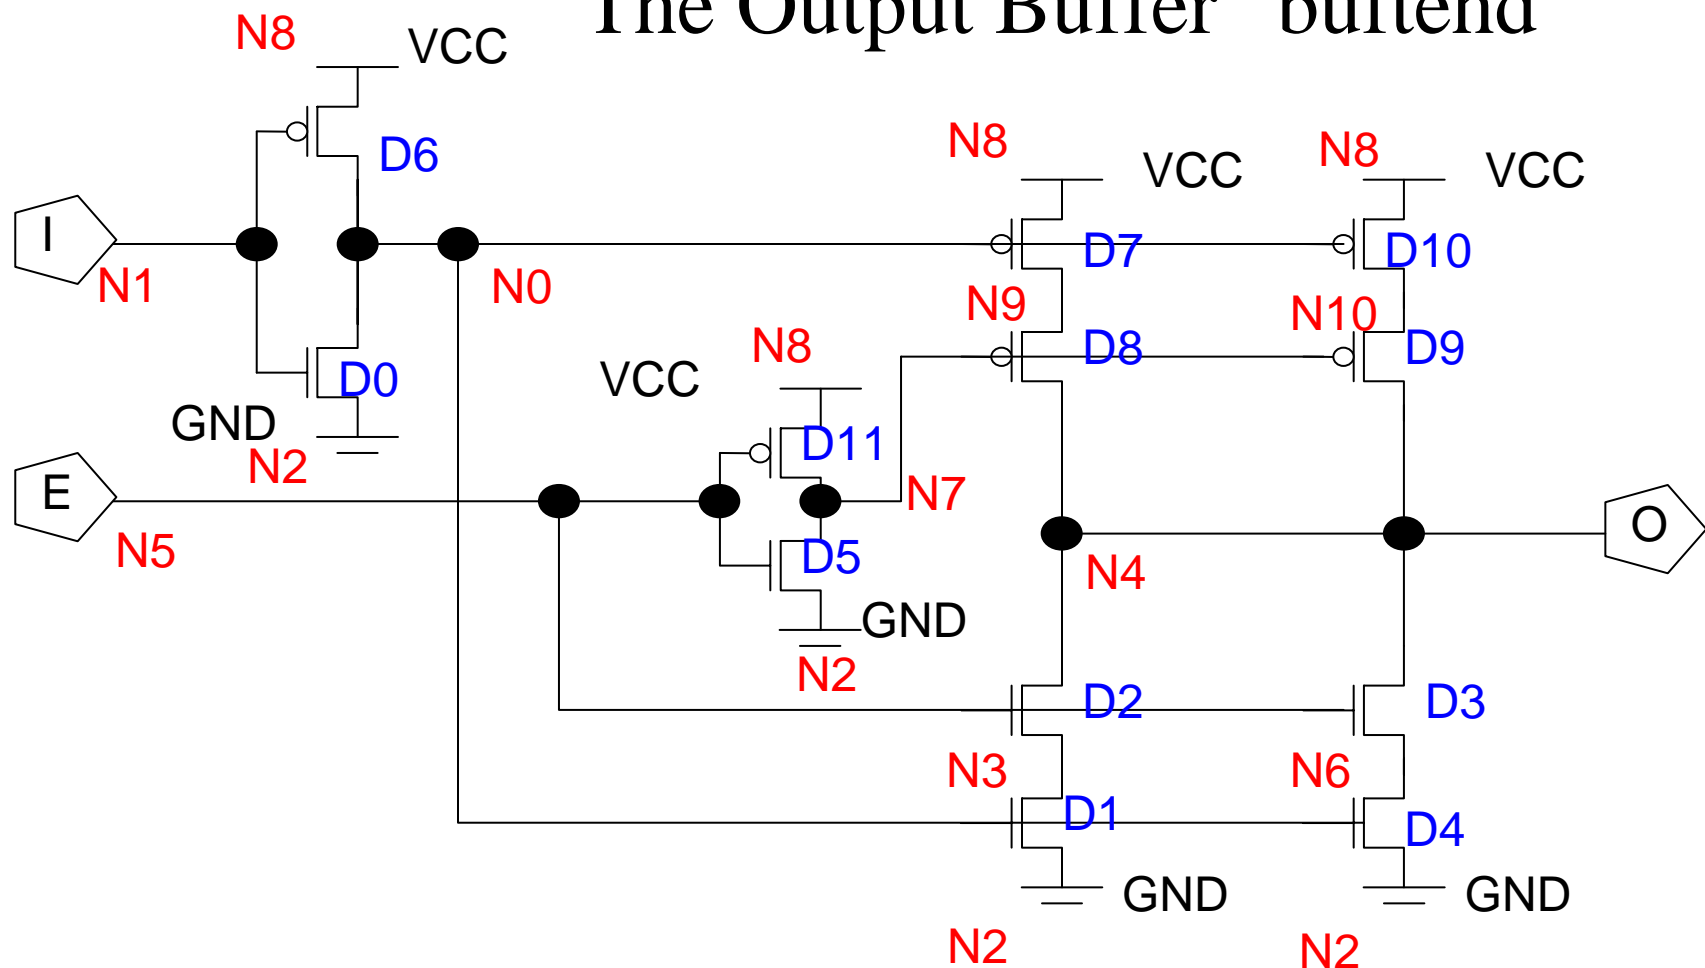 The Output Buffer "buftend
N8
VCC
D6
I
N1
N0
D0
GND
N2
E
N5
N8
VCC
D11
N7
D5
GND
N2
N8
VCC
D7
N9
D8
N8
VCC
D10
N10
D9
N4
O
D2
D3
N3
N6
D1
D4
GND
GND
N2
N2